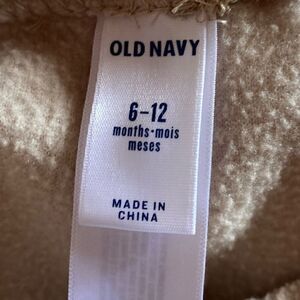 OLD NAVY
6-12
months•mois
meses
MADE IN
CHINA